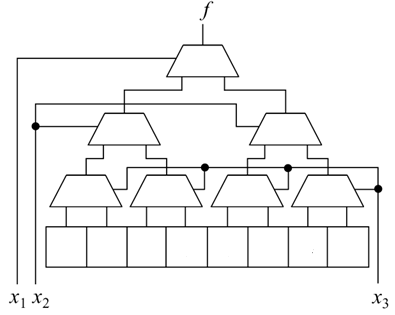 f
x₁ x₂ x₃